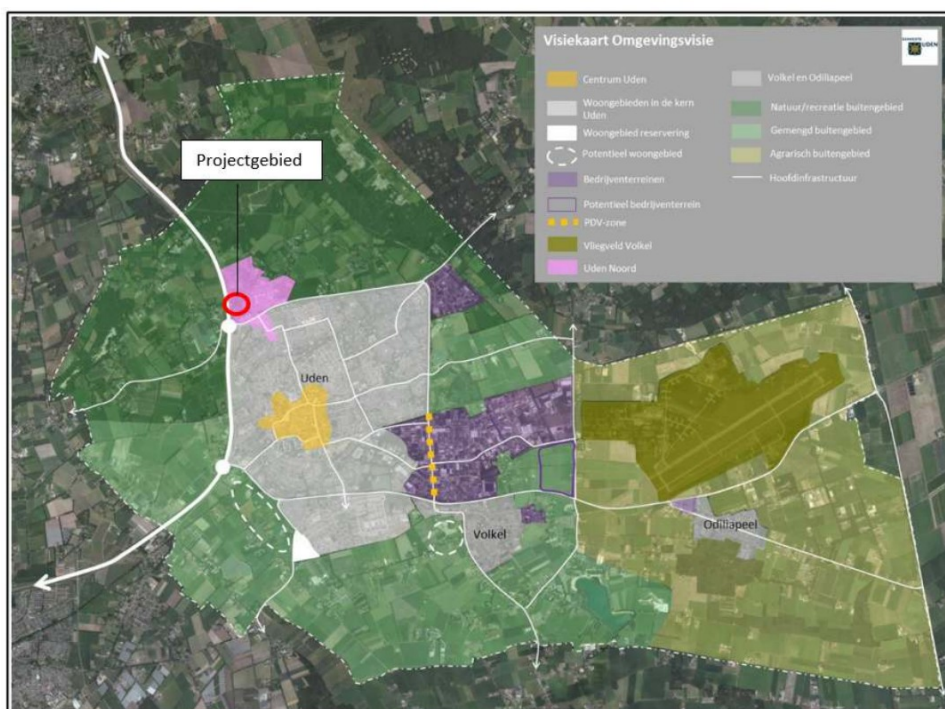 Visiekaart Omgevingsvisie
UDEN
Centrum Uden
Woongebieden in de kern
Uden
Woongebied reservering
Potentieel woongebied
Bedrijventerreinen
Potentieel bedrijventerrein
PDV-zone
Vliegveld Volkel
Uden Noord
Volkel en Odiliapeel
Natuur/recreatie buitengebied
Gemengd buitengebied
Agrarisch buitengebied
Hoofdinfrastructuur
Projectgebied
Uden
Volkel
Odiliapeel